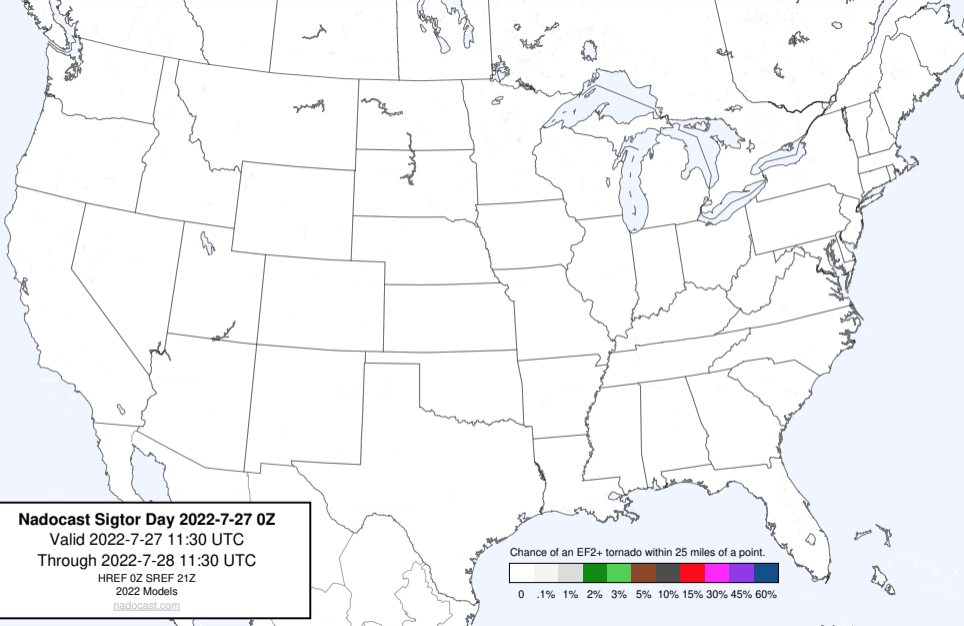 Nadocast Sigtor Day 2022-7-27 0Z
Valid 2022-7-27 11:30 UTC
Through 2022-7-28 11:30 UTC
HREF 0Z SREF 21Z
2022 Models
nadocast.com
Chance of an EF2+ tornado within 25 miles of a point.
0 .1% 1% 2% 3% 5% 10% 15% 30% 45% 60%